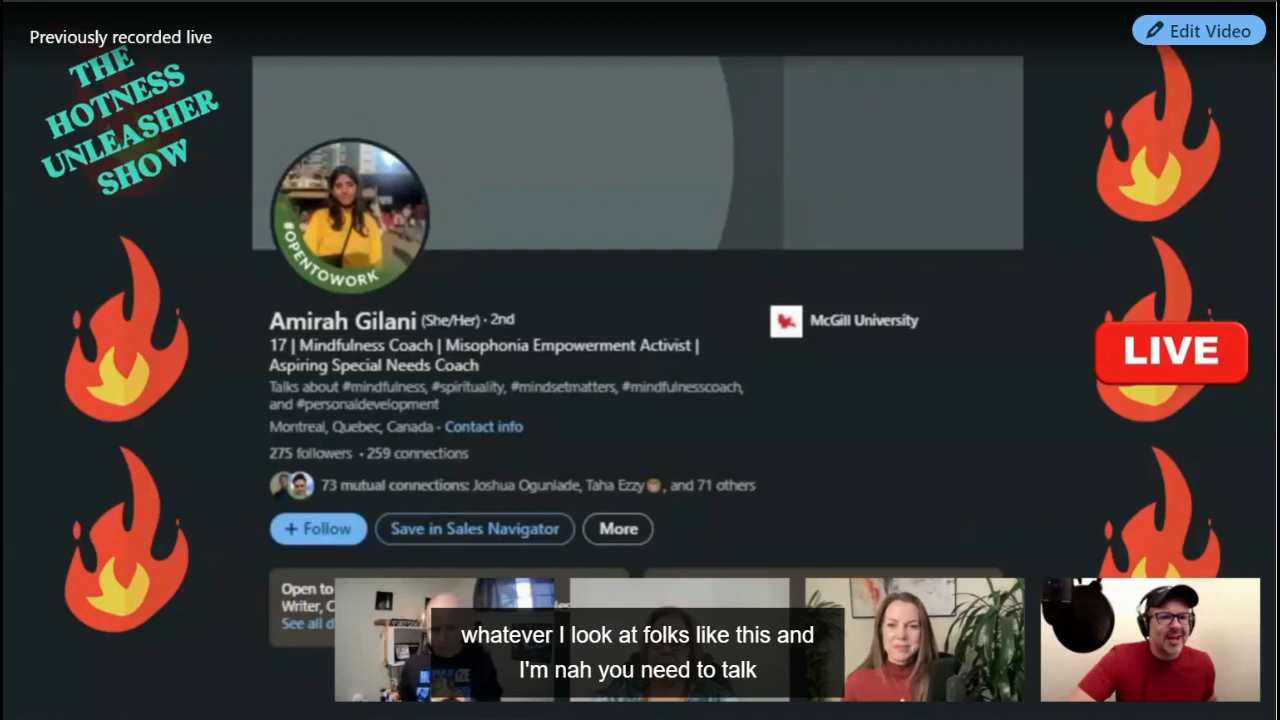 Previously recorded live
Edit Video
THE
HOTNESS
UNLEASHER
SHOW
#OPENTOWORK
Amirah Gilani (She/Her) · 2nd
McGill University
17 | Mindfulness Coach | Misophonia Empowerment Activist |
Aspiring Special Needs Coach
LIVE
Talks about #mindfulness, #spirituality, #mindsetmatters, #mindfulnesscoach,
and #personaldevelopment
Montreal, Quebec, Canada · Contact info
275 followers · 259 connections
73 mutual connections: Joshua Ogunlade, Taha Ezzy, and 71 others
+ Follow
Save in Sales Navigator
More
Open to
Writer, C
See all d
whatever I look at folks like this and
I'm nah you need to talk